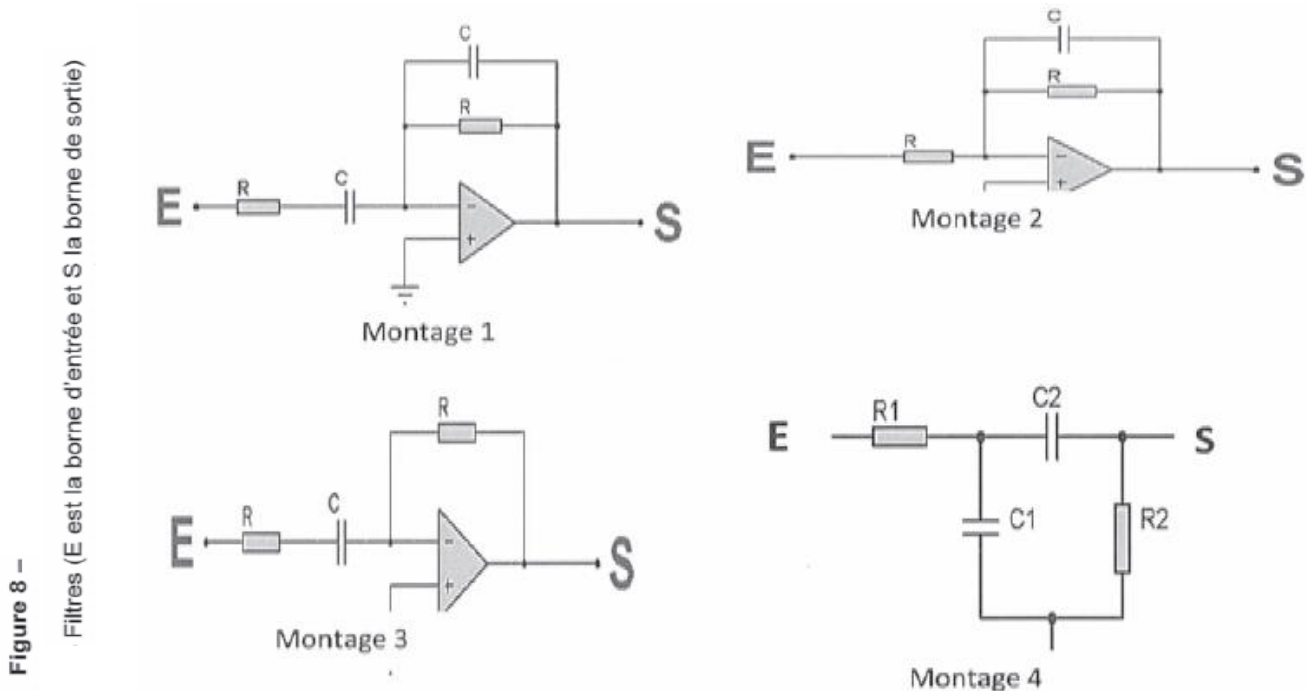 Figure 8 –
Filtres (E est la borne d'entrée et S la borne de sortie)
C
R
E
R
C
-
+
S
Montage 1
C
R
E
R
-
+
S
Montage 2
R
E
R
C
-
+
S
Montage 3
E
R1
C2
S
C1
R2
Montage 4